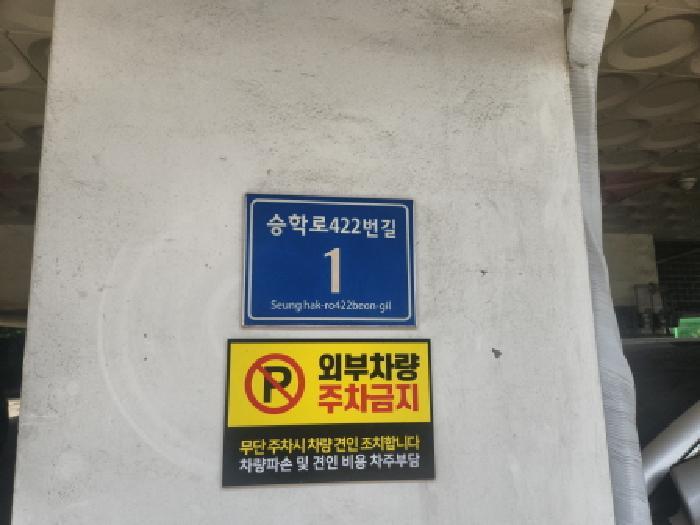 승학로422번길
1
Seunghak-ro422beon-gil
P
외부차량
주차금지
무단 주차시 차량 견인 조치합니다
차량파손 및 견인 비용 차주부담